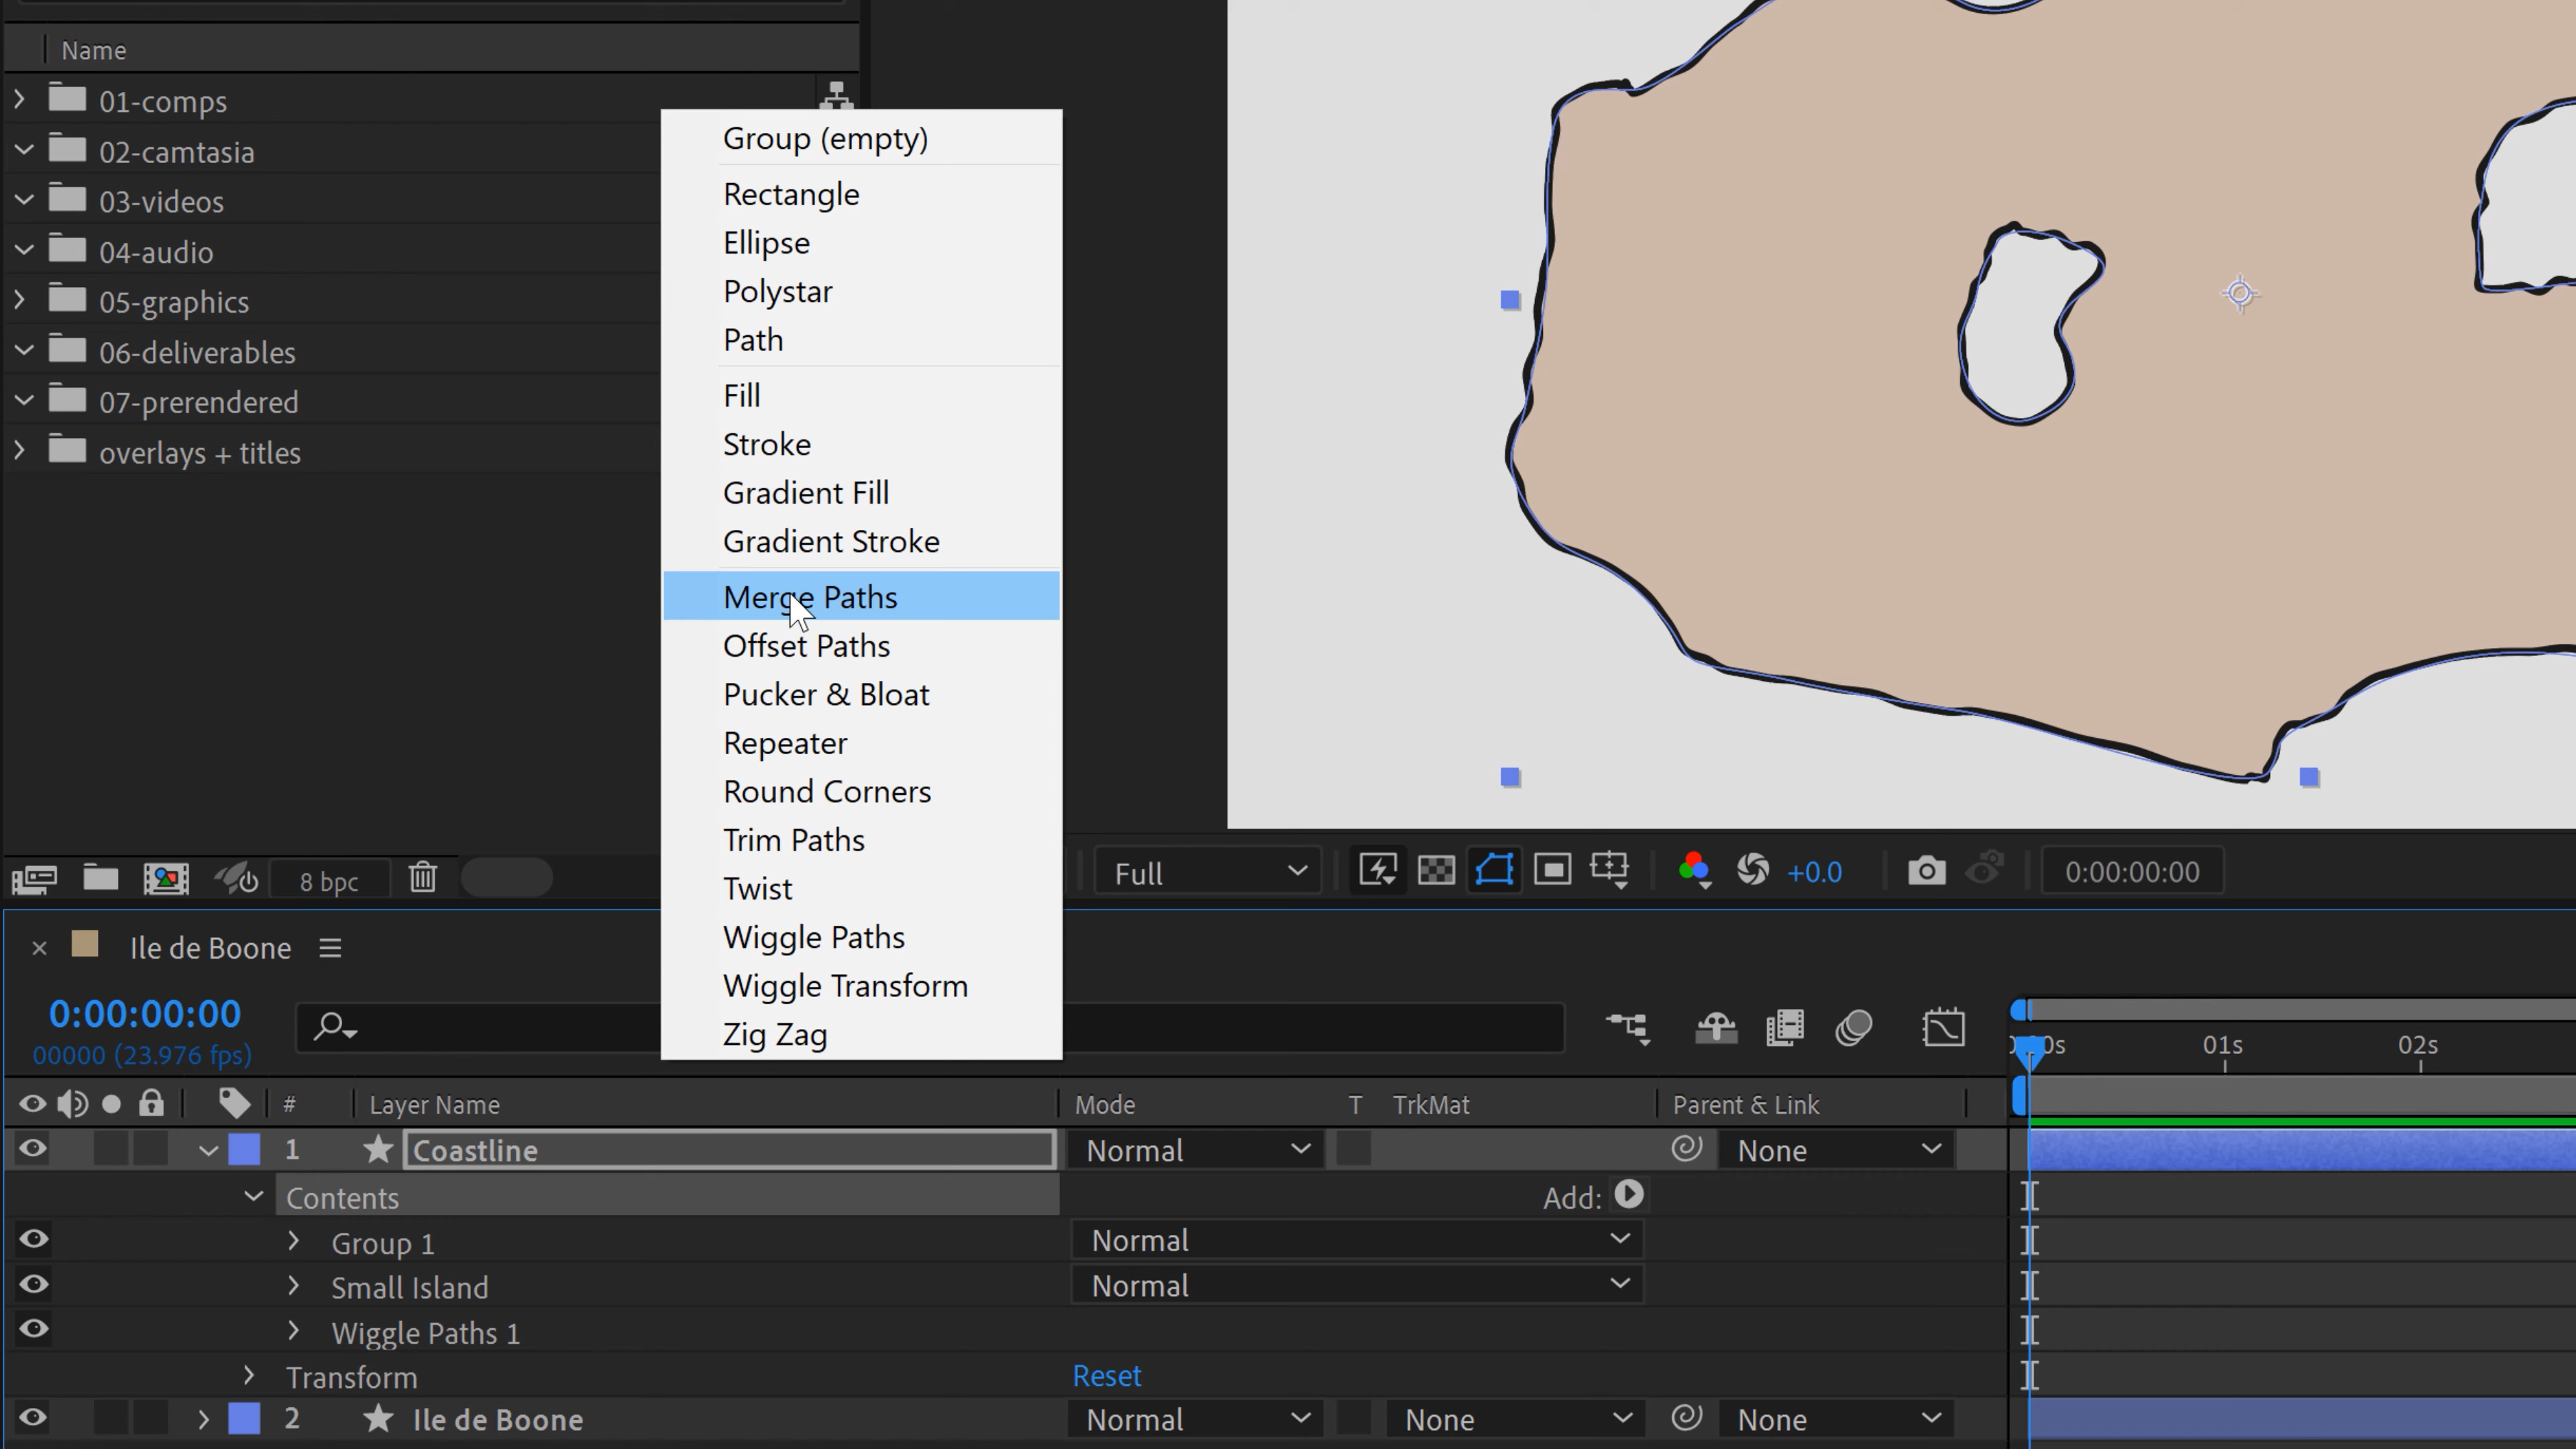 Name
01-comps
02-camtasia
03-videos
04-audio
05-graphics
06-deliverables
07-prerendered
overlays + titles
Group (empty)
Rectangle
Ellipse
Polystar
Path
Fill
Stroke
Gradient Fill
Gradient Stroke
Merge Paths
Offset Paths
Pucker & Bloat
Repeater
Round Corners
Trim Paths
Twist
Wiggle Paths
Wiggle Transform
Zig Zag
8 bpc
Full
+0.0
0:00:00:00
Ile de Boone
0:00:00:00
00000 (23.976 fps)
01s
02s
# Layer Name Mode T TrkMat Parent & Link
1 Coastline Normal None
Contents Add:
Group 1 Normal
Small Island Normal
Wiggle Paths 1
Transform Reset
2 Ile de Boone Normal None None